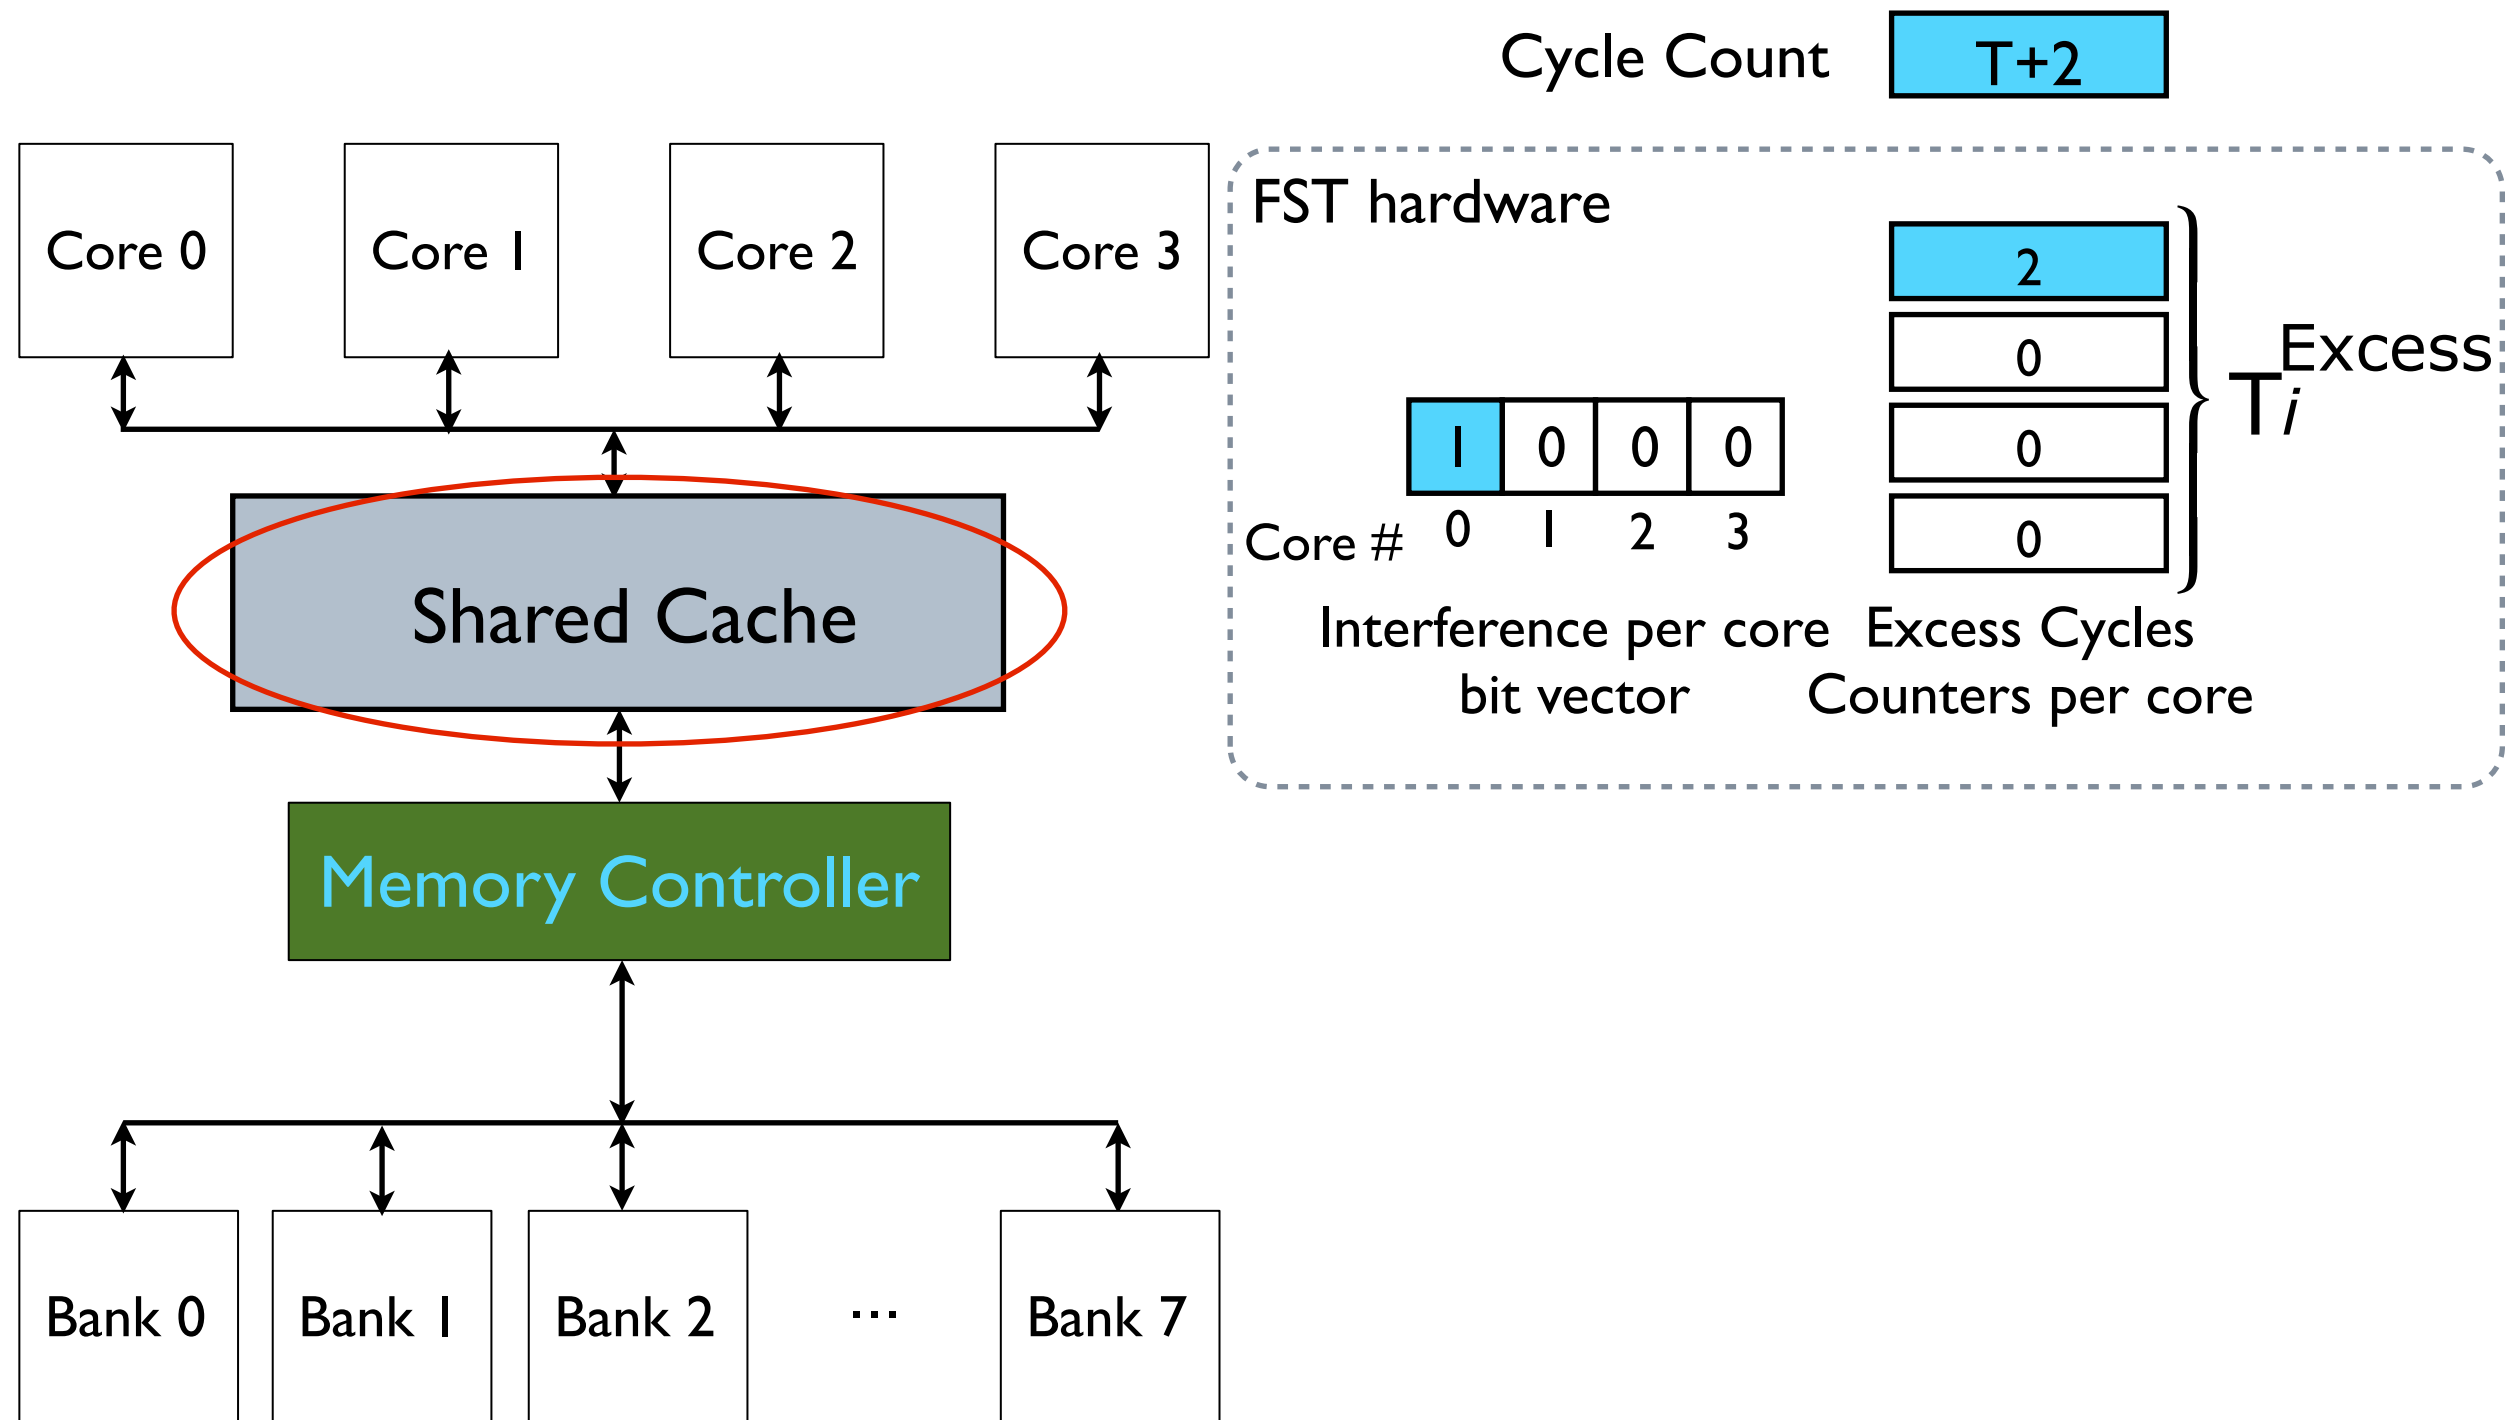 Cycle Count T+2
Core 0 Core 1 Core 2 Core 3
FST hardware
2
0
0
0
T i Excess
1 0 0 0
Core # 0 1 2 3
Interference per core
bit vector
Excess Cycles
Counters per core
Shared Cache
Memory Controller
Bank 0 Bank 1 Bank 2 ... Bank 7